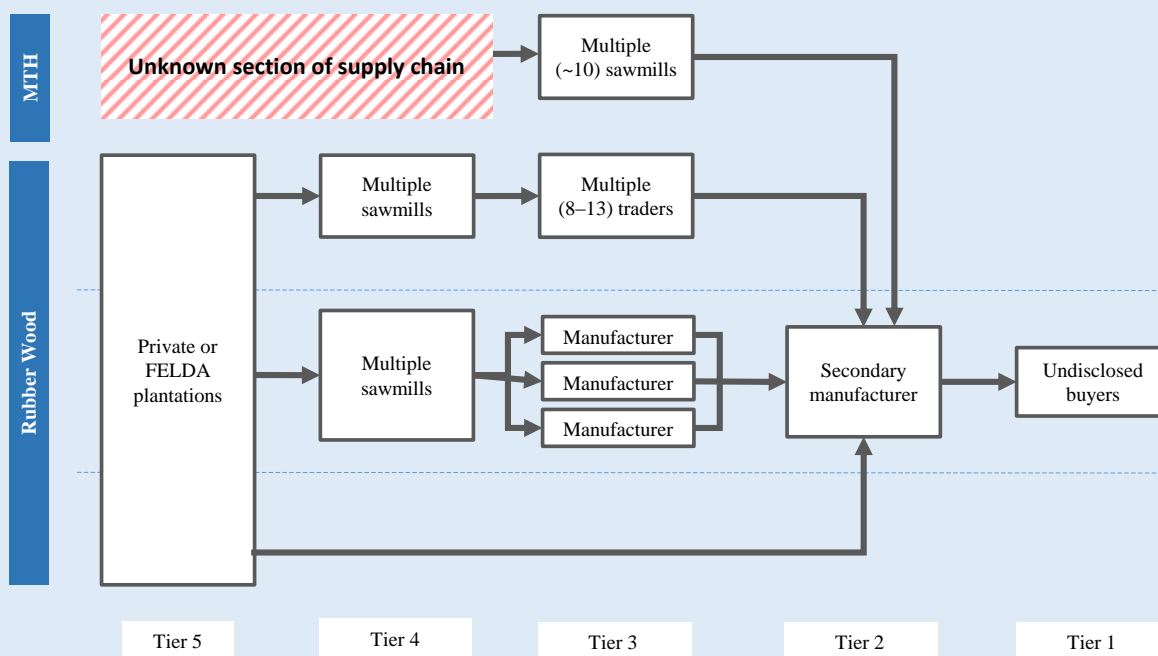 MTH
Unknown section of supply chain
Multiple
(~10) sawmills
Rubber Wood
Private or
FELDA
plantations
Multiple
sawmills
Multiple
(8–13) traders
Multiple
sawmills
Manufacturer
Manufacturer
Manufacturer
Secondary
manufacturer
Undisclosed
buyers
Tier 5
Tier 4
Tier 3
Tier 2
Tier 1